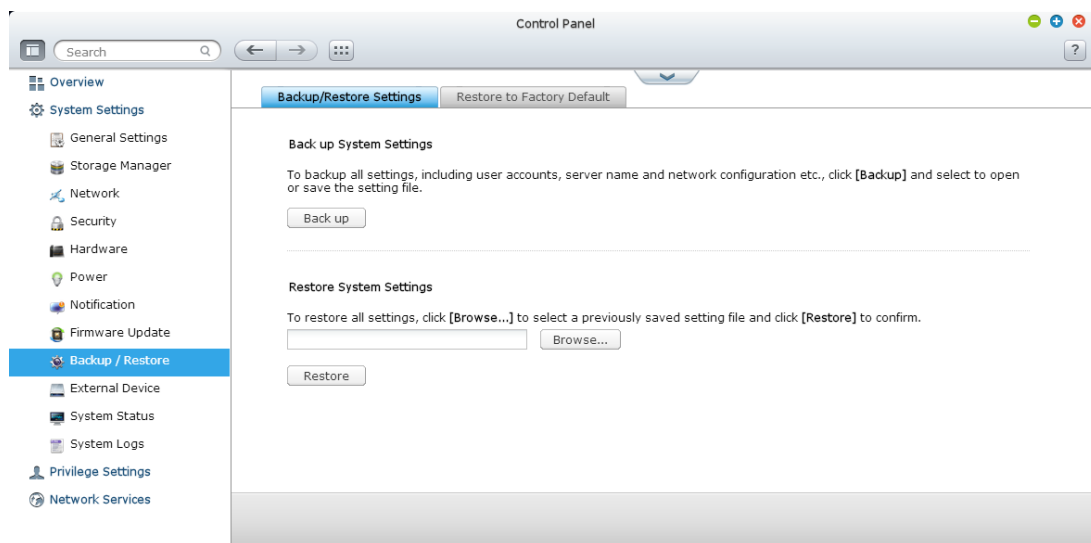 Control Panel
Search
?
Overview
System Settings
General Settings
Storage Manager
Network
Security
Hardware
Power
Notification
Firmware Update
Backup / Restore
External Device
System Status
System Logs
Privilege Settings
Network Services
Backup/Restore Settings
Restore to Factory Default
Back up System Settings
To backup all settings, including user accounts, server name and network configuration etc., click [Backup] and select to open
or save the setting file.
Back up
Restore System Settings
To restore all settings, click [Browse...] to select a previously saved setting file and click [Restore] to confirm.
Browse...
Restore